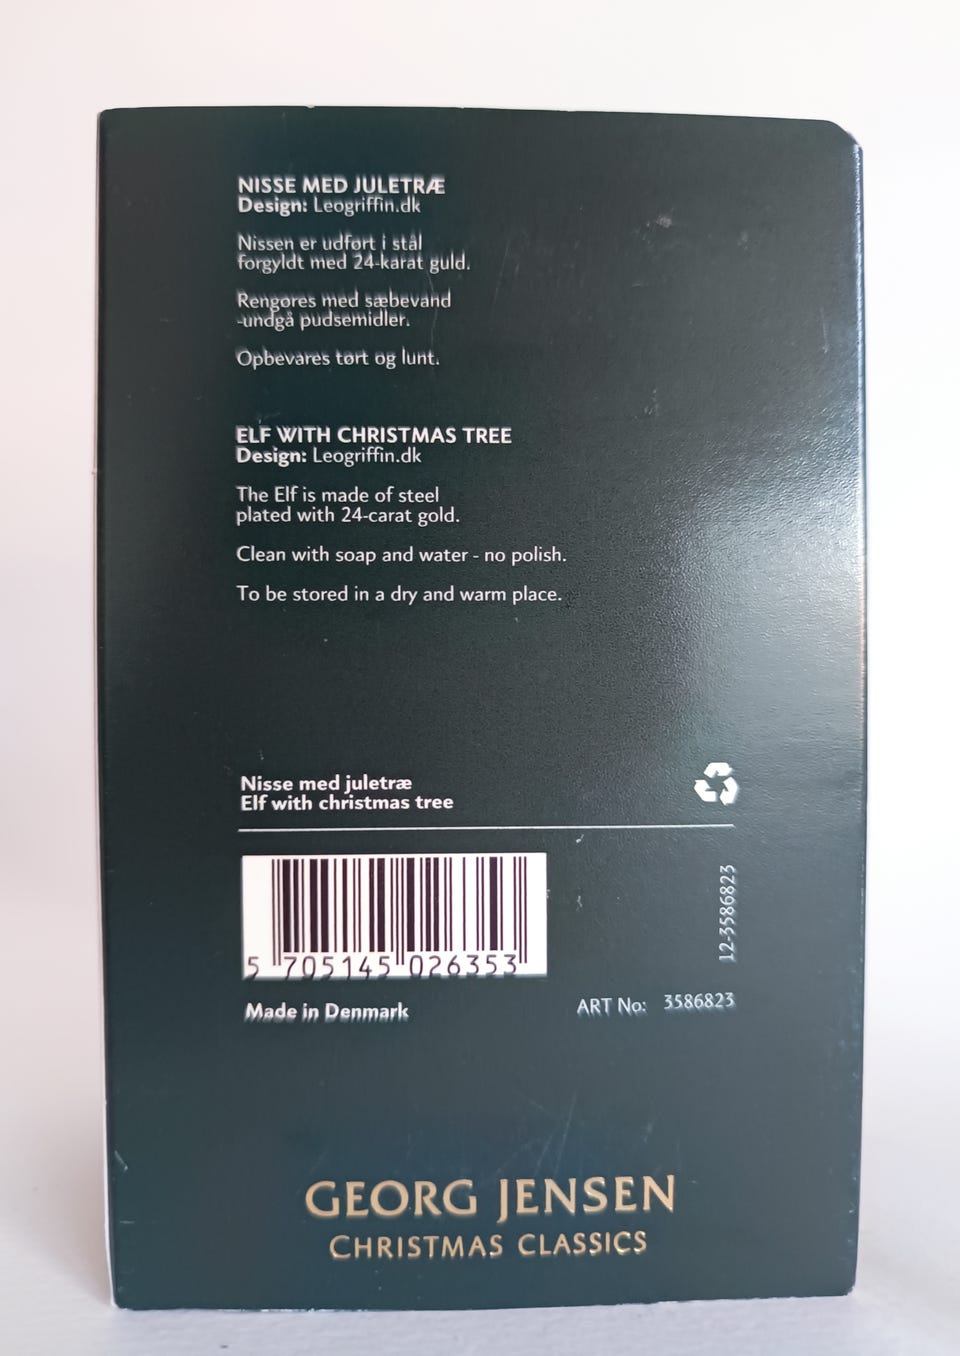 NISSE MED JULETRÆ
Design: Leogriffin.dk
Nissen er udført i stål
forgyldt med 24-karat guld.
Rengøres med sæbevand
-undgå pudsemidler.
Opbevares tørt og lunt.
ELF WITH CHRISTMAS TREE
Design: Leogriffin.dk
The Elf is made of steel
plated with 24-carat gold.
Clean with soap and water - no polish.
To be stored in a dry and warm place.
Nisse med juletræ
Elf with christmas tree
5 705145 026353
12-3586823
Made in Denmark
ART No: 3586823
GEORG JENSEN
CHRISTMAS CLASSICS